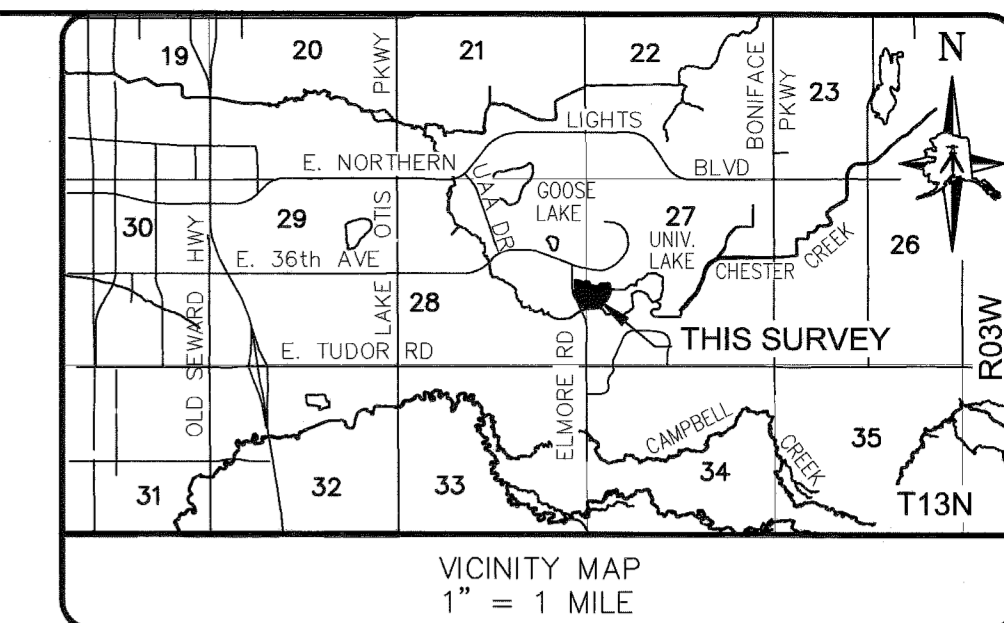 19
20
PKWY
21
22
BONIFACE
PKWY
23
N
LIGHTS
E. NORTHERN
BLVD
UAA DR
GOOSE
LAKE
30
29
OTIS
27
UNIV.
LAKE
CHESTER
CREEK
26
E. 36th AVE
OLD SEWARD HWY
LAKE
28
THIS SURVEY
E. TUDOR RD
ELMORE RD
R03W
CAMPBELL
CREEK
35
31
32
33
34
T13N
VICINITY MAP
1" = 1 MILE